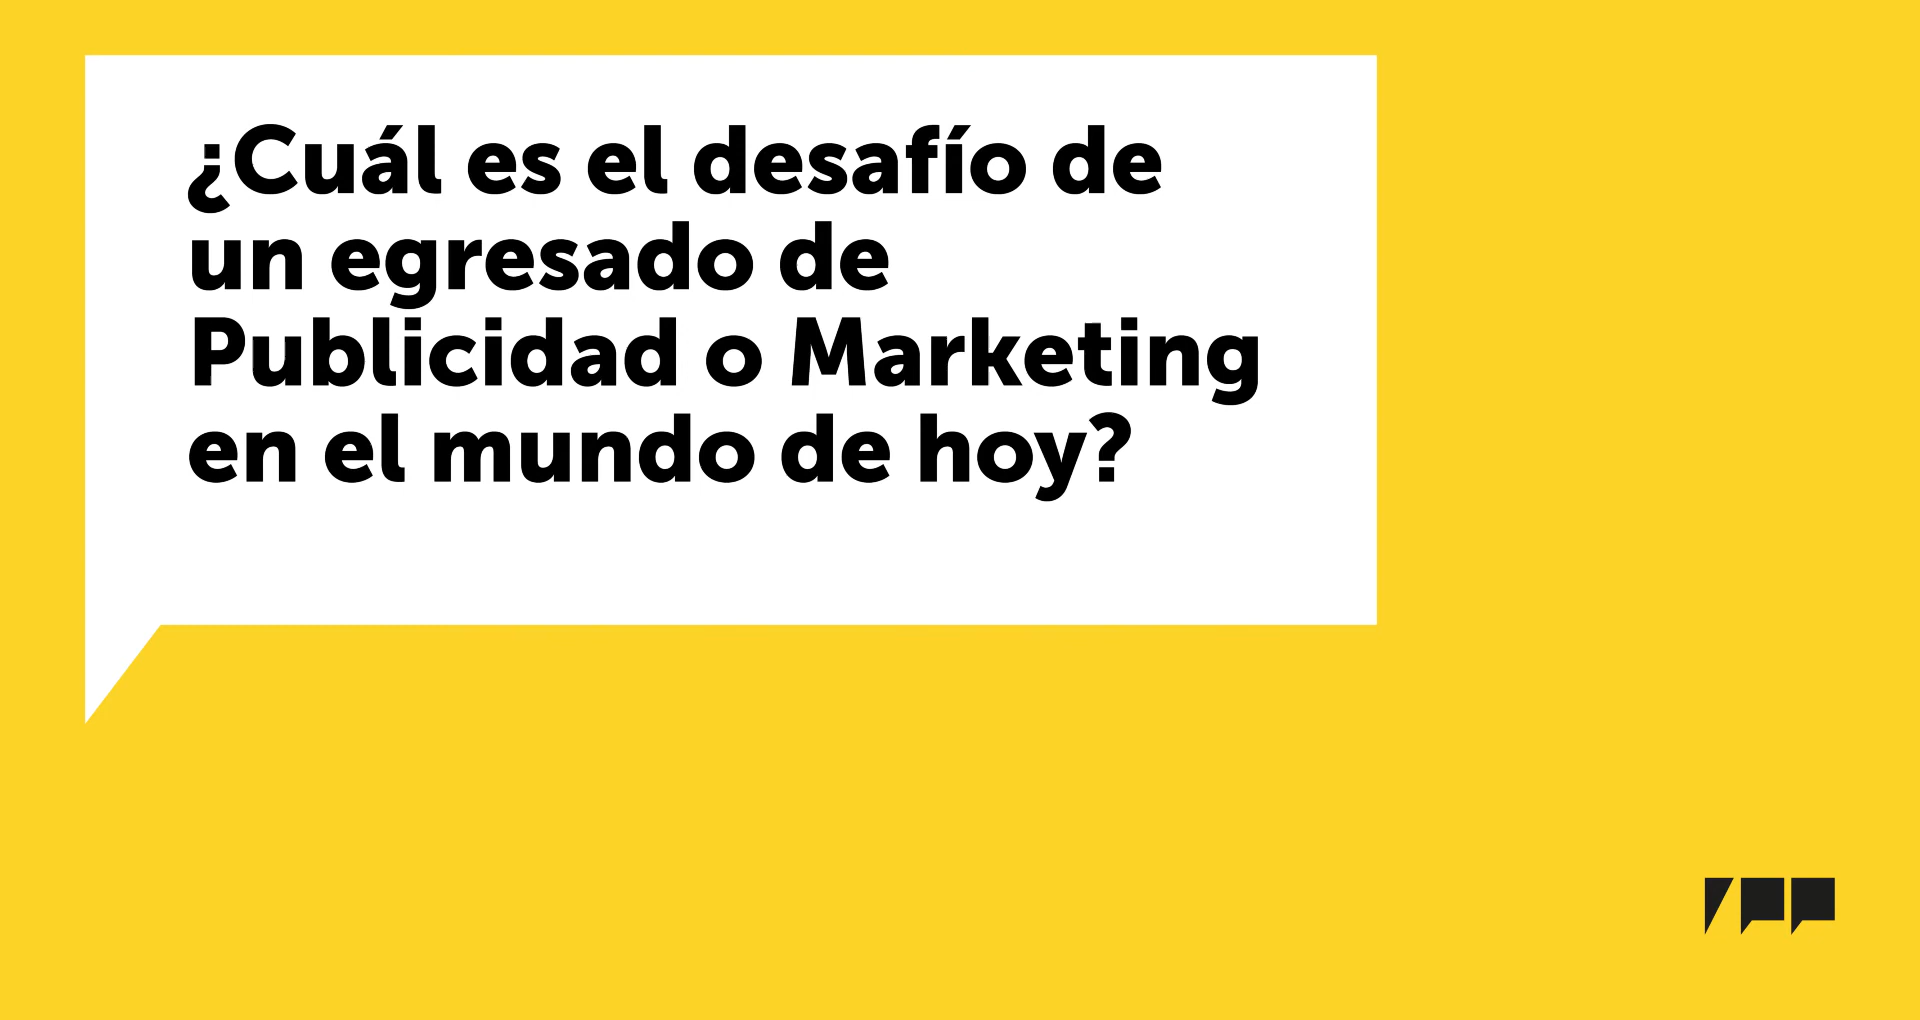 ¿Cuál es el desafío de
un egresado de
Publicidad o Marketing
en el mundo de hoy?